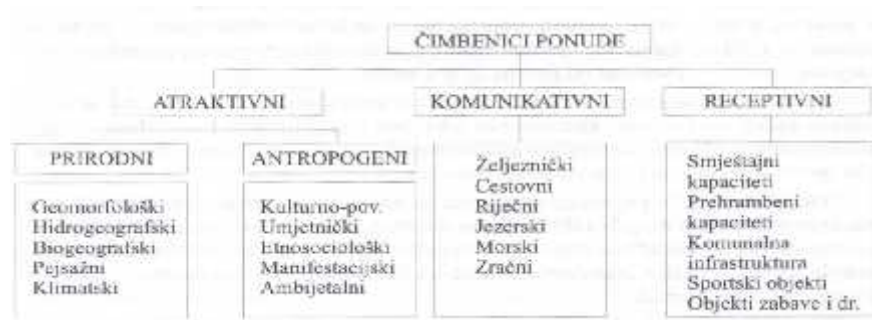 ČIMBENICI PONUDE
ATRAKTIVNI
KOMUNIKATIVNI
RECEPTIVNI
PRIRODNI
Geomorfološki
Hidrogeografski
Biogeografski
Pejsažni
Klimatski
ANTROPOGENI
Kulturno-pov.
Umjetnički
Etnosociološki
Manifestacijski
Ambijetalni
Željeznički
Cestovni
Riječni
Jezerski
Morski
Zračni
Smještajni
kapaciteti
Prehrambeni
kapaciteti
Komunalna
infrastruktura
Sportski objekti
Objekti zabave i dr.